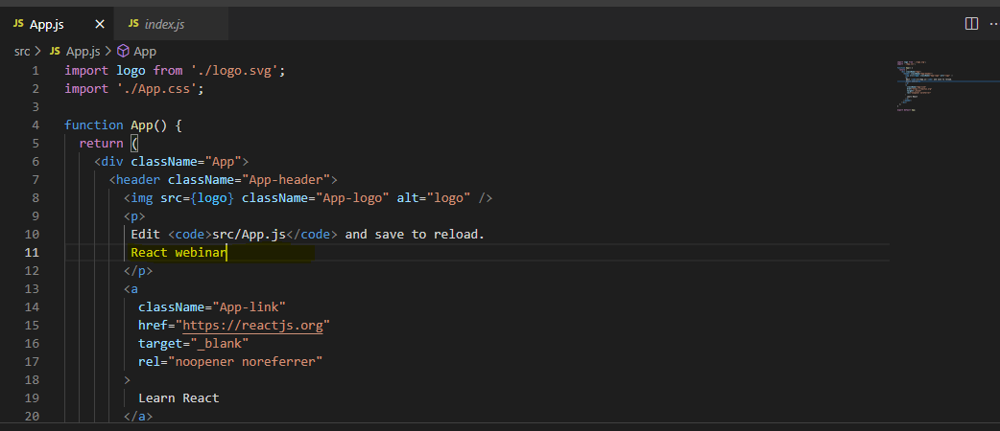 JS App.js ×
JS index.js
src > JS App.js > App
1 import logo from './logo.svg';
2 import './App.css';
3
4 function App() {
5 return (
6 <div className="App">
7 <header className="App-header">
8 <img src={logo} className="App-logo" alt="logo" />
9 <p>
10 Edit <code>src/App.js</code> and save to reload.
11 React webinar
12 </p>
13 <a
14 className="App-link"
15 href="https://reactjs.org"
16 target="_blank"
17 rel="noopener noreferrer"
18 >
19 Learn React
20 </a>